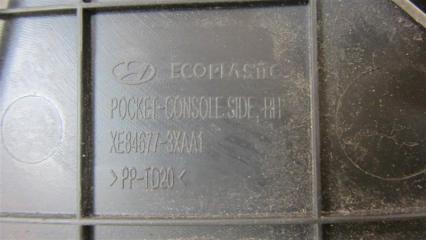 ECOPLASTIC
POCKET-CONSOLE SIDE, RH
XE84677-3XAA1
>PP-TD20<